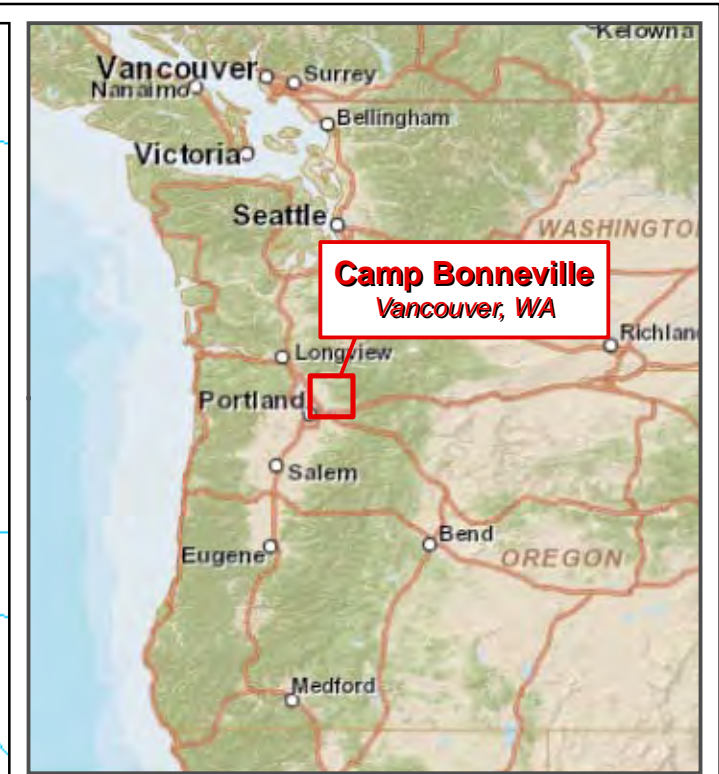 Kelowna
Vancouver
Surrey
Nanaimo
Bellingham
Victoria
Seattle
WASHINGTO
Camp Bonneville
Vancouver, WA
Richlan
Longview
Portland
Salem
Bend
Eugene
OREGON
Medford